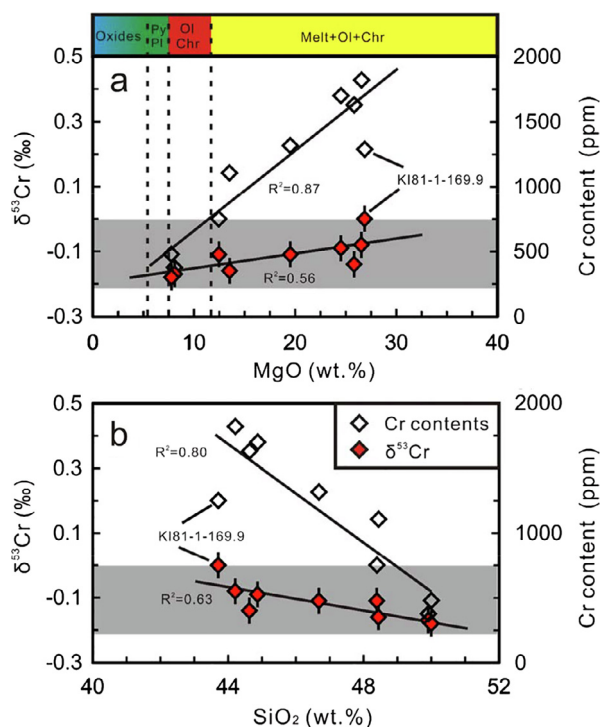 Oxides Py Pl Ol Chr Melt+Ol+Chr
a
0.5 2000
0.3 1500
0.1 1000
-0.1 500
-0.3 0
δ⁵³Cr (‰)
Cr content (ppm)
R²=0.87
KI81-1-169.9
R²=0.56
0 10 20 30 40
MgO (wt.%)
b
0.5 2000
0.3
0.1 1000
-0.1
-0.3 0
δ⁵³Cr (‰)
Cr content (ppm)
Cr contents
δ⁵³Cr
R²=0.80
KI81-1-169.9
R²=0.63
40 44 48 52
SiO₂ (wt.%)